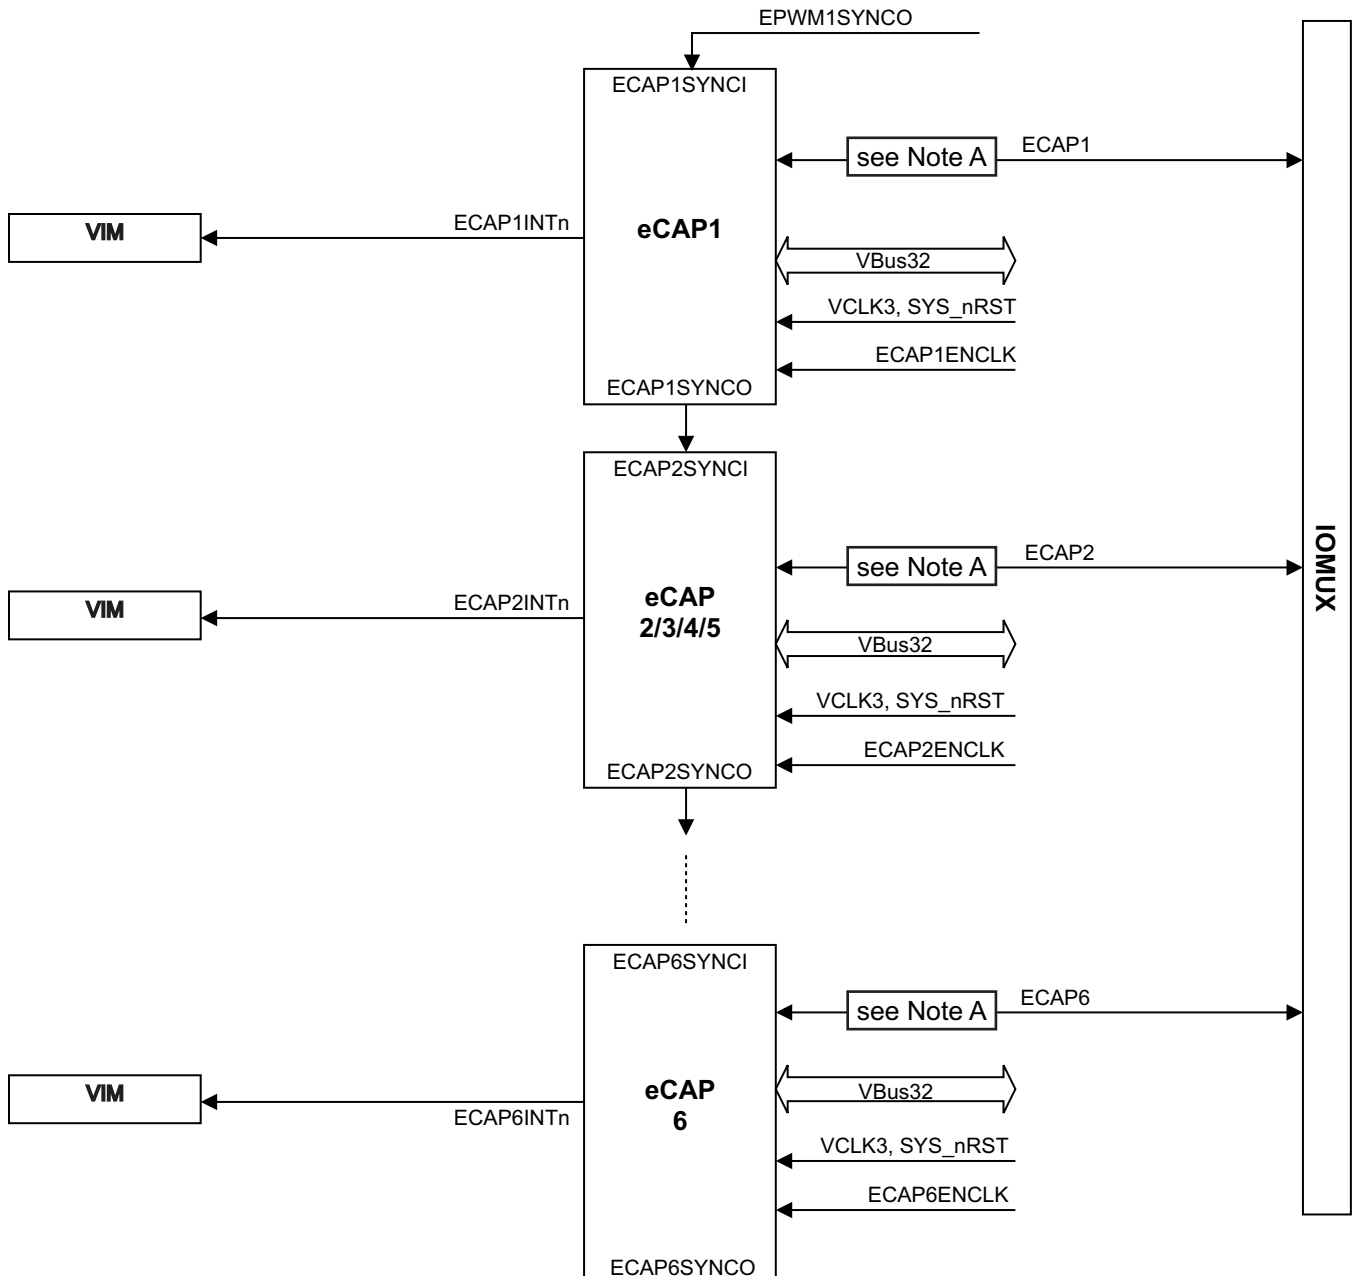 EPWM1SYNCO
ECAP1SYNCI
see Note A
ECAP1
VIM
ECAP1INTn
eCAP1
VBus32
VCLK3, SYS_nRST
ECAP1ENCLK
ECAP1SYNCO
ECAP2SYNCI
see Note A
ECAP2
IOMUX
VIM
ECAP2INTn
eCAP
2/3/4/5
VBus32
VCLK3, SYS_nRST
ECAP2ENCLK
ECAP2SYNCO
ECAP6SYNCI
see Note A
ECAP6
VIM
ECAP6INTn
eCAP
6
VBus32
VCLK3, SYS_nRST
ECAP6ENCLK
ECAP6SYNCO